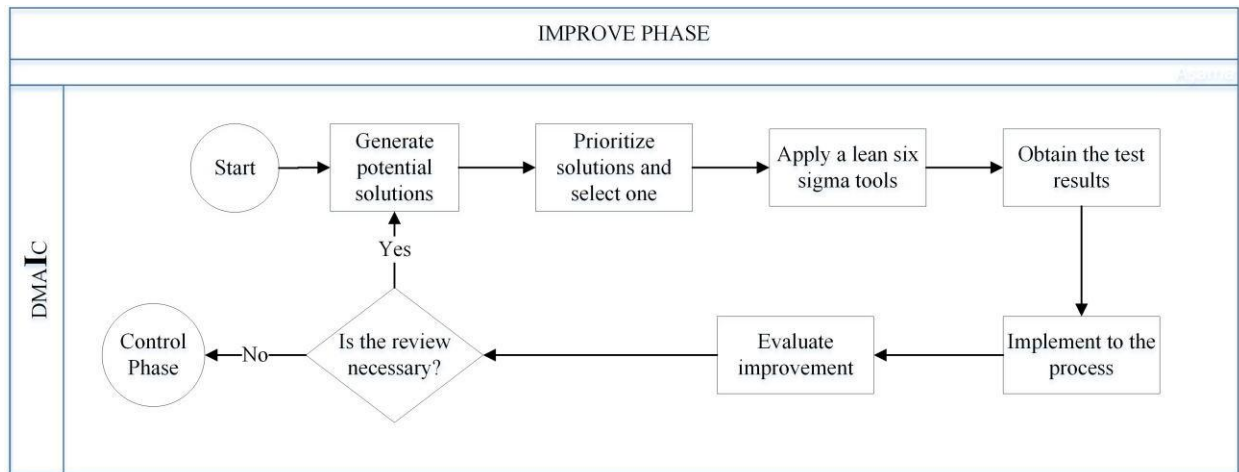 IMPROVE PHASE
DMAIC
Start
Generate
potential
solutions
Prioritize
solutions and
select one
Apply a lean six
sigma tools
Obtain the test
results
Yes
Control
Phase
No
Is the review
necessary?
Evaluate
improvement
Implement to the
process